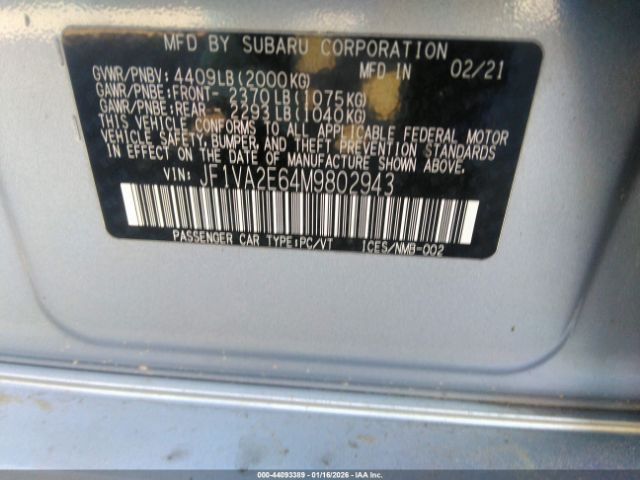 MFD BY SUBARU CORPORATION
MFD IN 02/21
GVWR/PNBV: 4409LB(2000KG)
GAWR/PNBE:FRONT- 2370LB(1075KG)
GAWR/PNBE:REAR - 2293LB(1040KG)
THIS VEHICLE CONFORMS TO ALL APPLICABLE FEDERAL MOTOR
VEHICLE SAFETY, BUMPER, AND THEFT PREVENTION STANDARDS
IN EFFECT ON THE DATE OF MANUFACTURE SHOWN ABOVE.
VIN: JF1VA2E64M9802943
PASSENGER CAR TYPE:PC/VT ICES/NMB-002
000-44093389 - 01/16/2026 - IAA Inc.